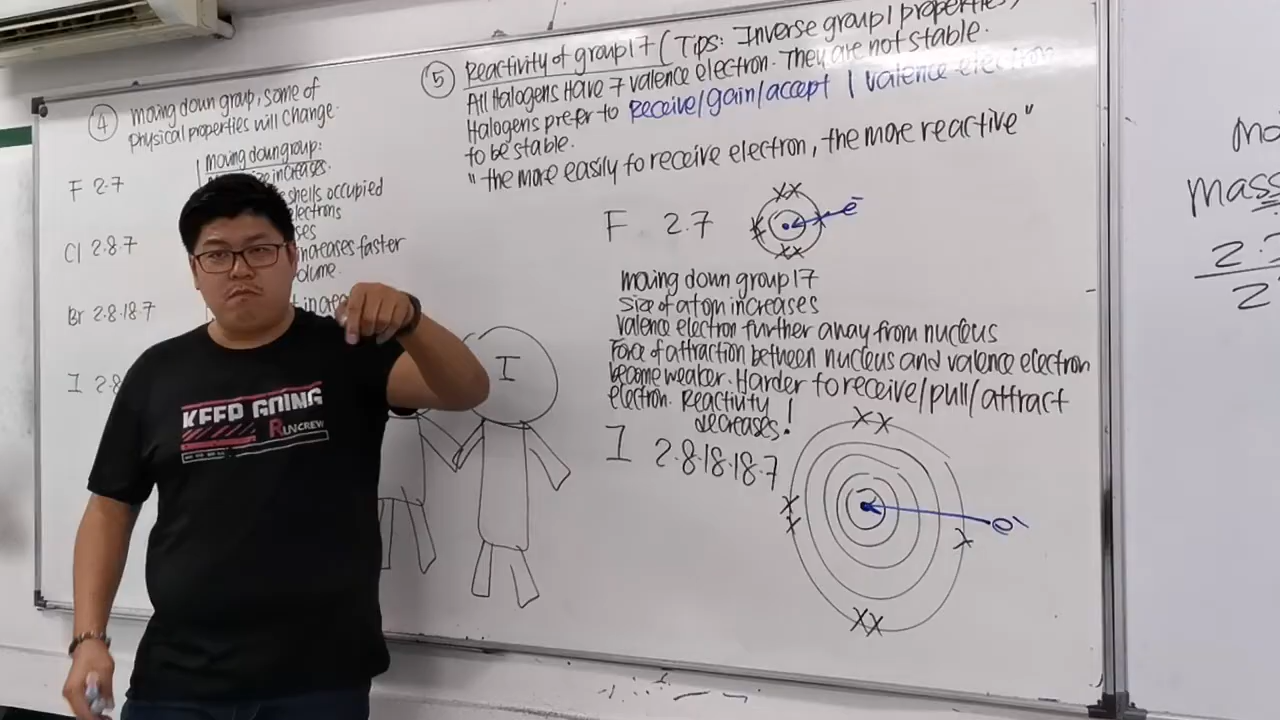 ④ moving down group, some of
physical properties will change.
moving down group:
increases.
shells occupied
electrons
increases faster
F 2.7
Cl 2.8.7
Br 2.8.18.7
I 2.8
⑤ Reactivity of group 17 (Tips: Inverse group 1 properties)
All Halogens Have 7 valence electron. They are not stable.
Halogens prefer to receive/gain/accept 1 valence electron
to be stable.
"the more easily to receive electron, the more reactive"
F 2.7
e-
moving down group 17
Size of atom increases
valence electron further away from nucleus
Force of attraction between nucleus and valence electron
become weaker. Harder to receive/pull/attract
electron. Reactivity
decreases!
I 2.8.18.18.7
e-
I
KEEP GOING
RUNCREW
Mass
2.
2